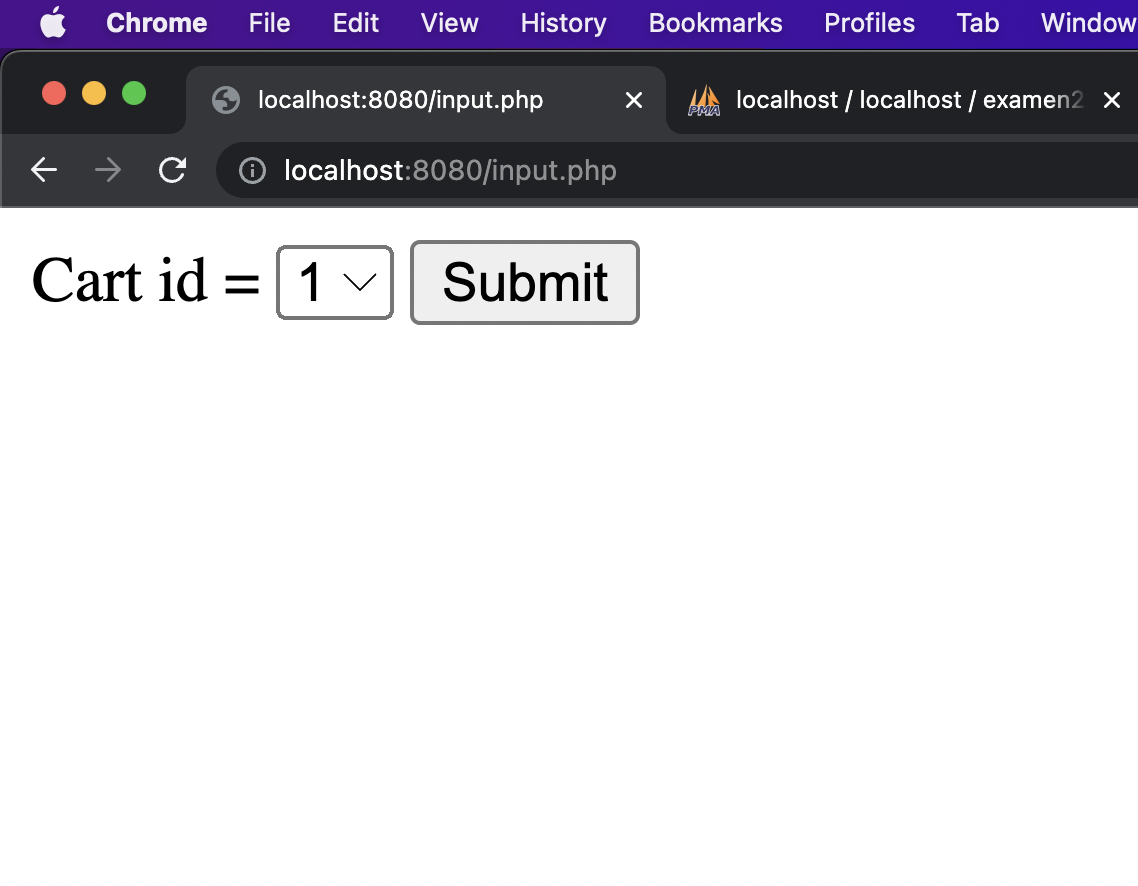 Chrome File Edit View History Bookmarks Profiles Tab Window
localhost:8080/input.php
PMA localhost / localhost / examen2
localhost:8080/input.php
Cart id = 1 Submit